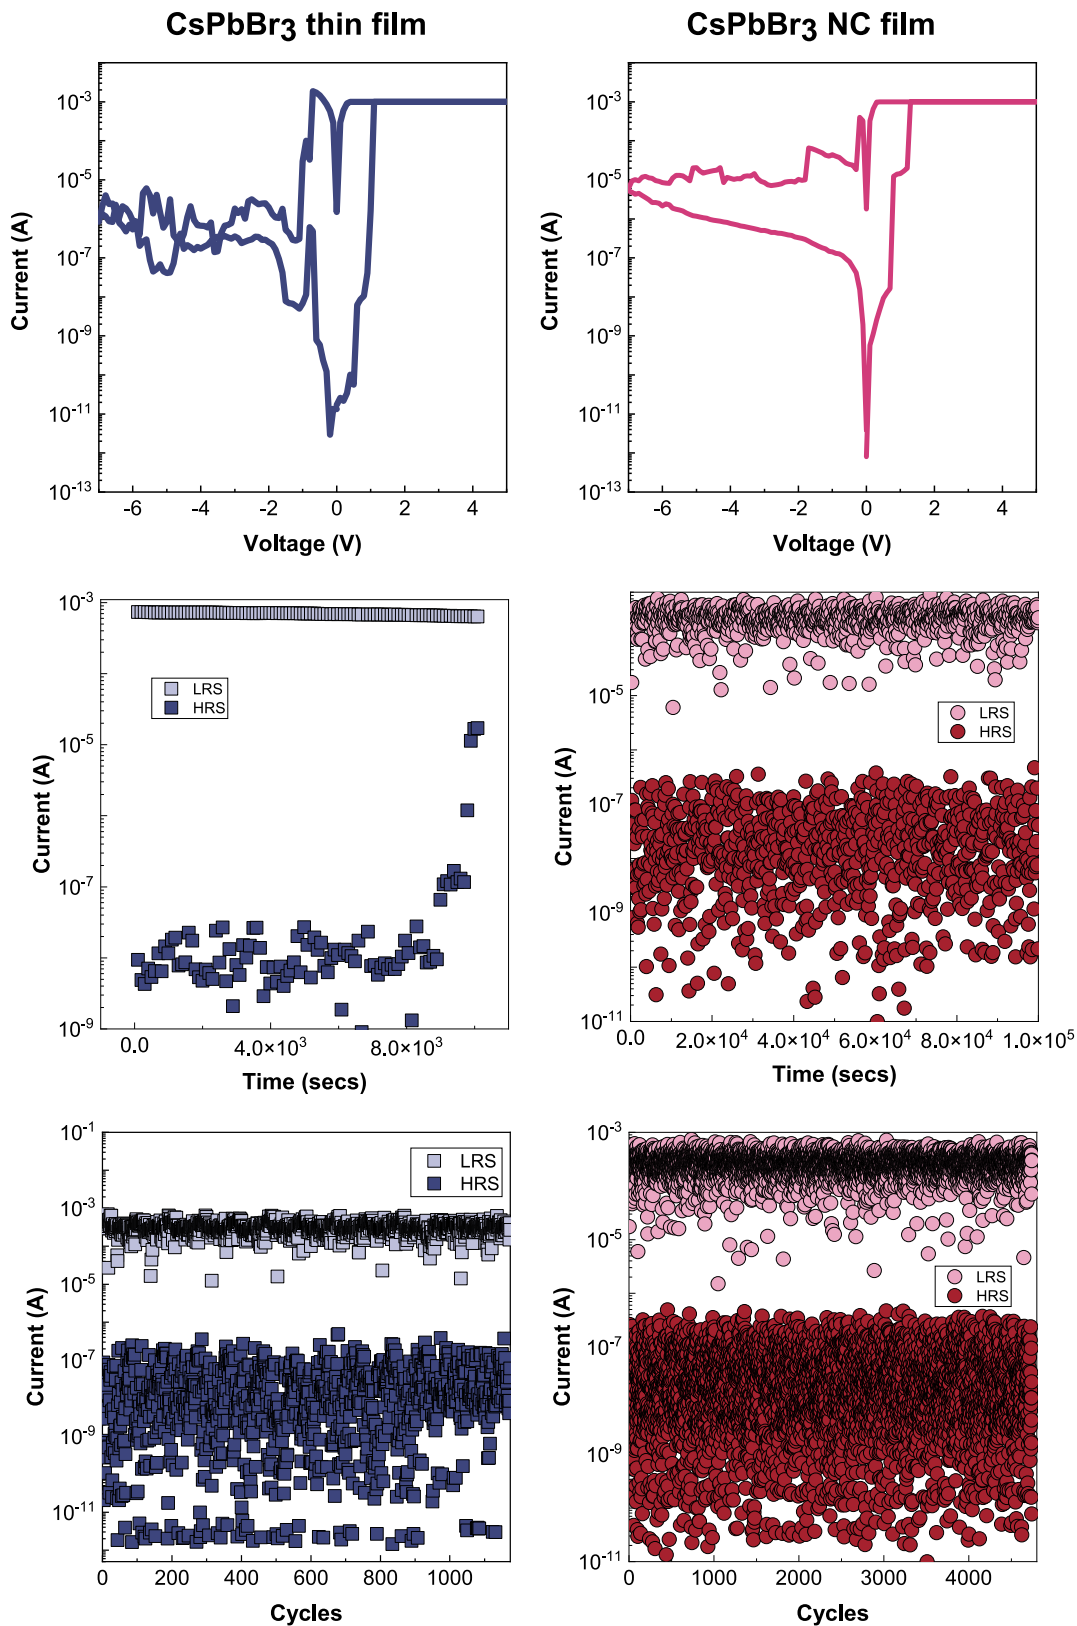 CsPbBr3 thin film
CsPbBr3 NC film
10-3
10-5
10-7
10-9
10-11
10-13
Current (A)
-6 -4 -2 0 2 4
Voltage (V)
10-3
10-5
10-7
10-9
10-11
10-13
Current (A)
-6 -4 -2 0 2 4
Voltage (V)
10-3
10-5
10-7
10-9
Current (A)
LRS
HRS
0.0 4.0×103 8.0×103
Time (secs)
10-5
10-7
10-9
10-11
Current (A)
LRS
HRS
0.0 2.0×104 4.0×104 6.0×104 8.0×104 1.0×105
Time (secs)
10-1
10-3
10-5
10-7
10-9
10-11
Current (A)
LRS
HRS
0 200 400 600 800 1000
Cycles
10-3
10-5
10-7
10-9
10-11
Current (A)
LRS
HRS
0 1000 2000 3000 4000
Cycles